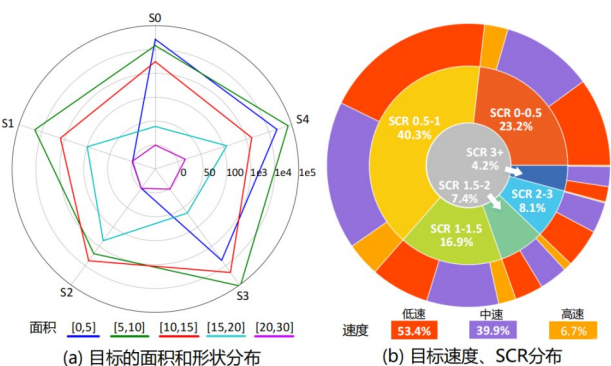 S0
S1
S4
0 50 100 1e3 1e4 1e5
S2
S3
面积 [0,5] [5,10] [10,15] [15,20] [20,30]
(a) 目标的面积和形状分布
SCR 0.5-1
40.3%
SCR 0-0.5
23.2%
SCR 3+
4.2%
SCR 1.5-2
7.4%
SCR 2-3
8.1%
SCR 1-1.5
16.9%
低速 中速 高速
速度 53.4% 39.9% 6.7%
(b) 目标速度、SCR分布